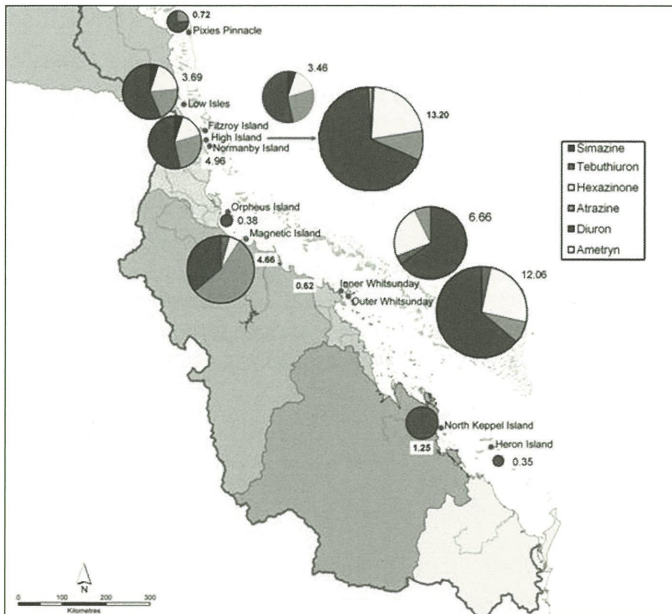 0.72
Pixies Pinnacle
3.69
3.46
Low Isles
13.20
Fitzroy Island
High Island
Normanby Island
4.96
Simazine
Tebuthiuron
Hexazinone
Atrazine
Diuron
Ametryn
Orpheus Island
0.38
Magnetic Island
6.66
4.66
12.06
0.62
Inner Whitsunday
Outer Whitsunday
North Keppel Island
1.25
Heron Island
0.35
N
0 50 100 200 300
Kilometres